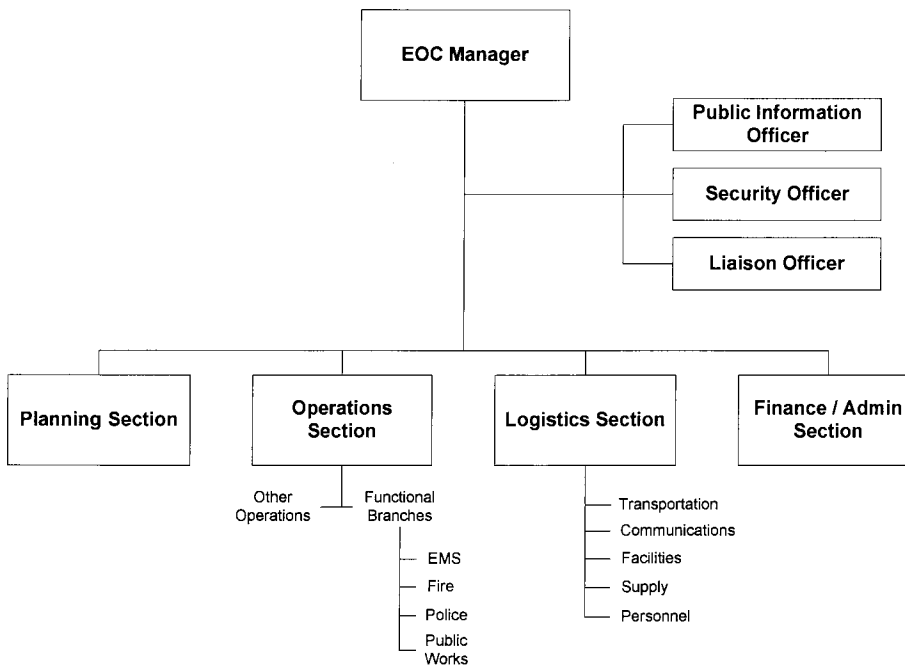 EOC Manager
Public Information
Officer
Security Officer
Liaison Officer
Planning Section
Operations
Section
Logistics Section
Finance / Admin
Section
Other
Operations
Functional
Branches
EMS
Fire
Police
Public
Works
Transportation
Communications
Facilities
Supply
Personnel